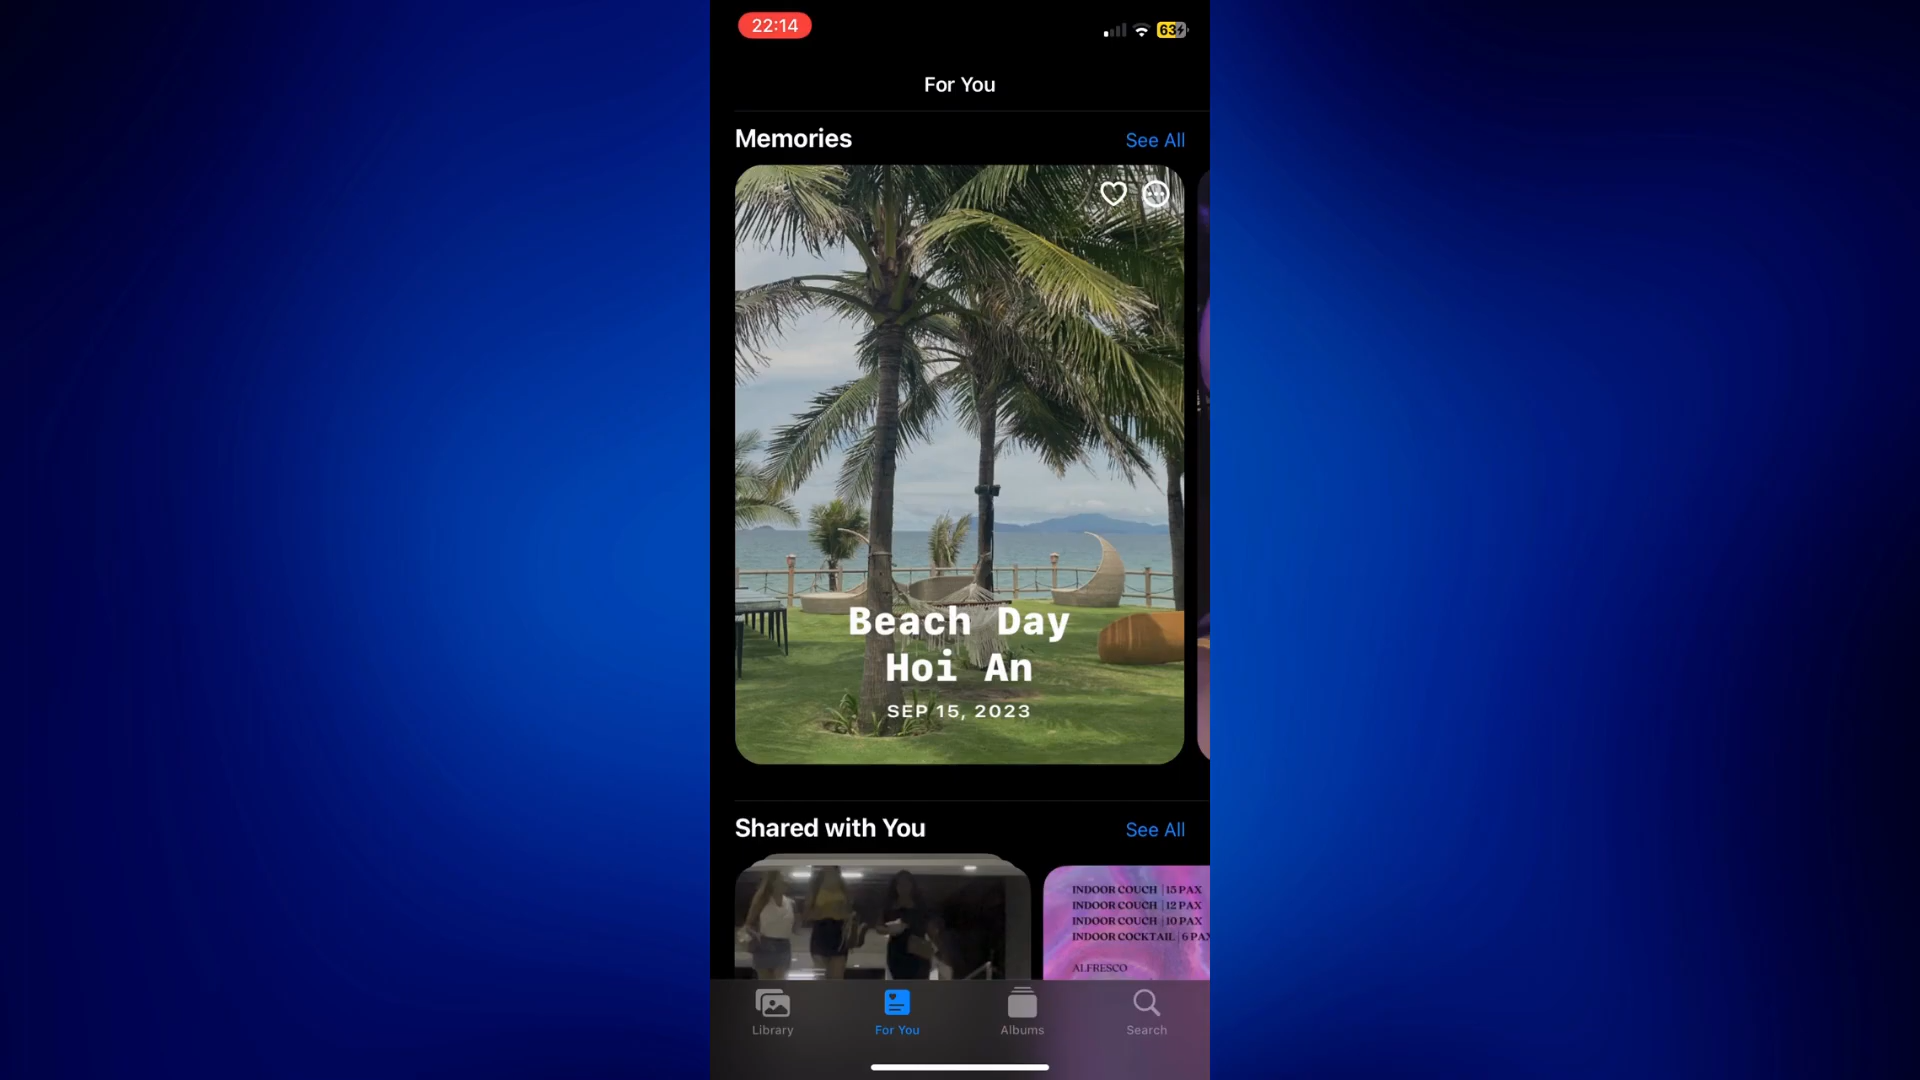 22:14
63
For You
Memories
See All
Beach Day
Hoi An
SEP 15, 2023
Shared with You
See All
INDOOR COUCH | 15 PAX
INDOOR COUCH | 12 PAX
INDOOR COUCH | 10 PAX
INDOOR COCKTAIL | 6 PAX
ALFRESCO
Library
For You
Albums
Search